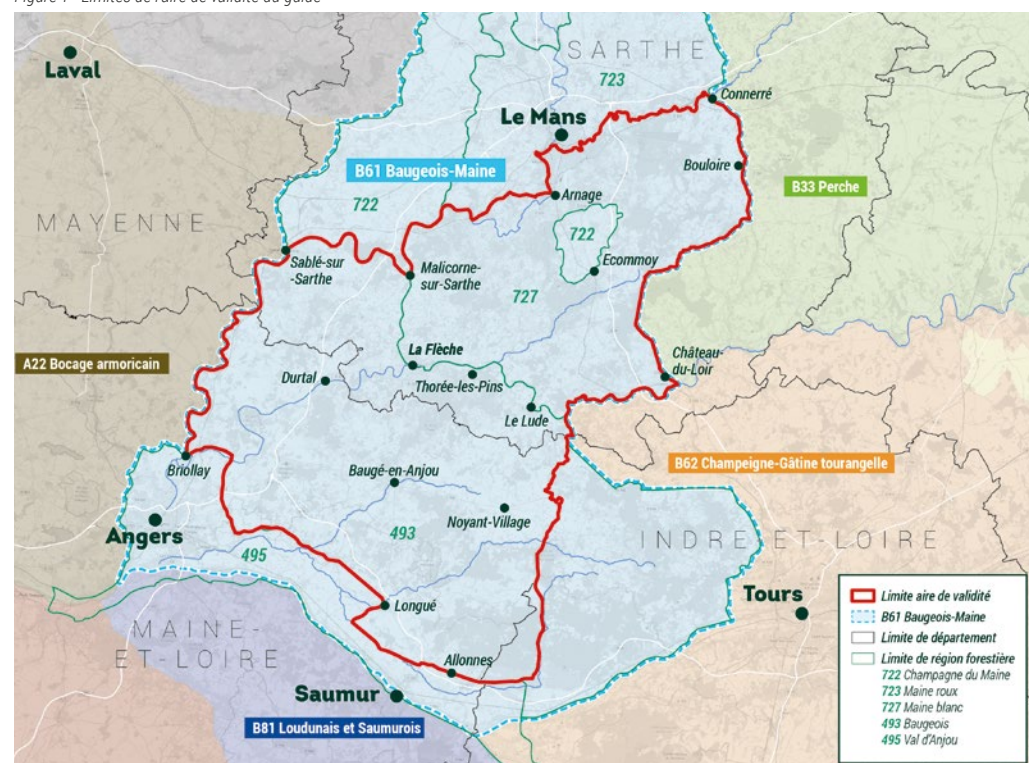 Figure 1 - Limites de l'aire de validité du guide
Laval
SARTHE
723
Connerré
Le Mans
Bouloire
B61 Baugeois-Maine
B33 Perche
722
Arnage
MAYENNE
722
Sablé-sur
-Sarthe
Malicorne-
sur-Sarthe
Ecommoy
727
A22 Bocage armoricain
La Flèche
Château-
du-Loir
Durtal
Thorée-les-Pins
Le Lude
Briollay
Baugé-en-Anjou
B62 Champeigne-Gâtine tourangelle
Noyant-Village
Angers
493
INDRE-ET-LOIRE
495
Tours
Longué
MAINE-
ET-LOIRE
Allonnes
Saumur
B81 Loudunais et Saumurois
Limite aire de validité
B61 Baugeois-Maine
Limite de département
Limite de région forestière
722 Champagne du Maine
723 Maine roux
727 Maine blanc
493 Baugeois
495 Val d'Anjou